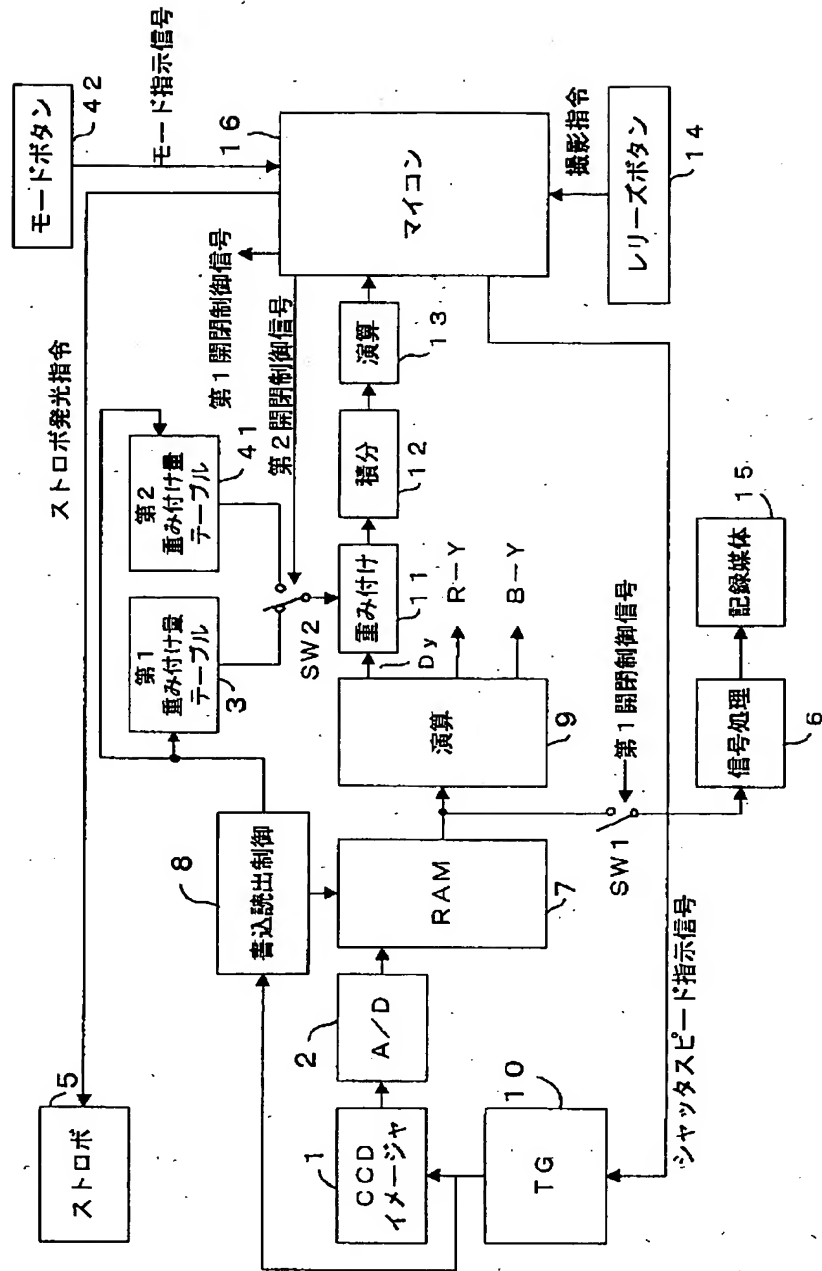 ストロボ
5
ストロボ発光指令
モードボタン
42
モード指示信号
第1
重み付け量
テーブル
3
第2
重み付け量
テーブル
41
第1開閉制御信号
第2開閉制御信号
16
マイコン
書込読出制御
8
SW2
CCD
イメージャ
1
A/D
2
RAM
7
演算
9
Dy
R-Y
B-Y
重み付け
11
積分
12
演算
13
撮影指令
レリーズボタン
14
TG
10
SW1
第1開閉制御信号
シャッタスピード指示信号
信号処理
6
記録媒体
15